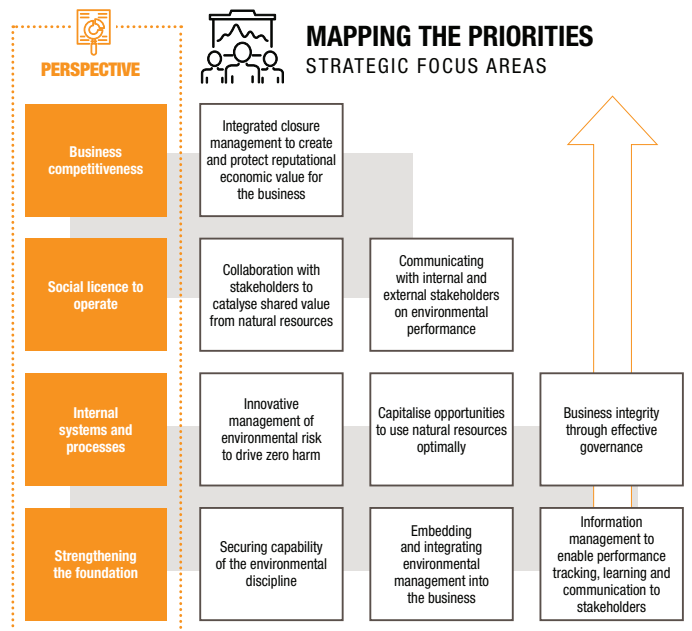 MAPPING THE PRIORITIES
STRATEGIC FOCUS AREAS
PERSPECTIVE
Business
competitiveness
Integrated closure
management to create
and protect reputational
economic value for
the business
Social licence to
operate
Collaboration with
stakeholders to
catalyse shared value
from natural resources
Communicating
with internal and
external stakeholders
on environmental
performance
Internal
systems and
processes
Innovative
management of
environmental risk
to drive zero harm
Capitalise opportunities
to use natural resources
optimally
Business integrity
through effective
governance
Strengthening
the foundation
Securing capability
of the environmental
discipline
Embedding
and integrating
environmental
management into
the business
Information
management to
enable performance
tracking, learning and
communication to
stakeholders